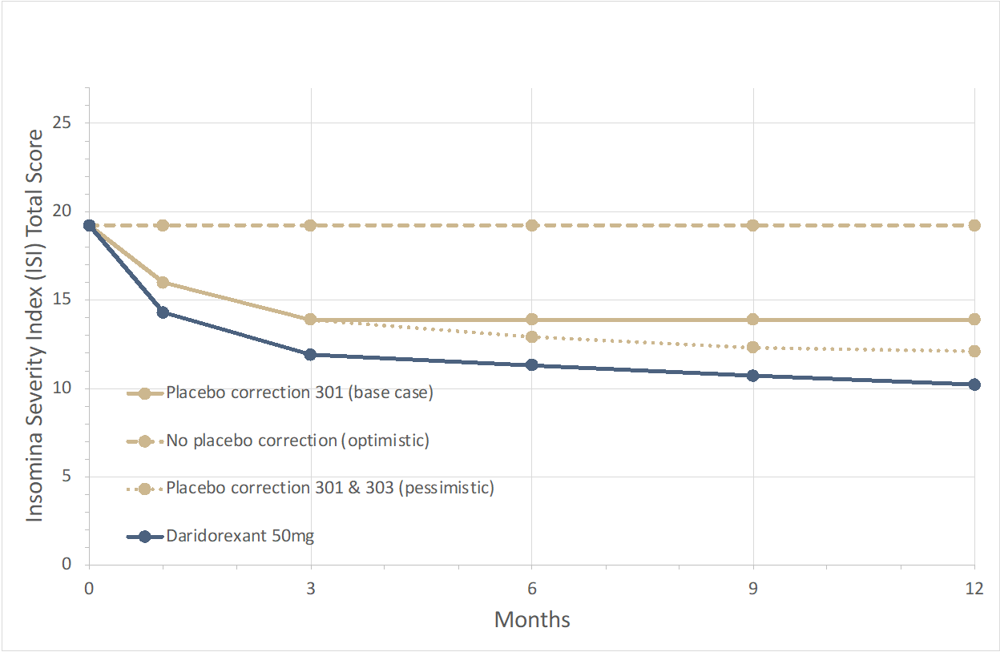 Insomina Severity Index (ISI) Total Score
25
20
15
10
5
0
Placebo correction 301 (base case)
No placebo correction (optimistic)
Placebo correction 301 & 303 (pessimistic)
Daridorexant 50mg
0 3 6 9 12
Months